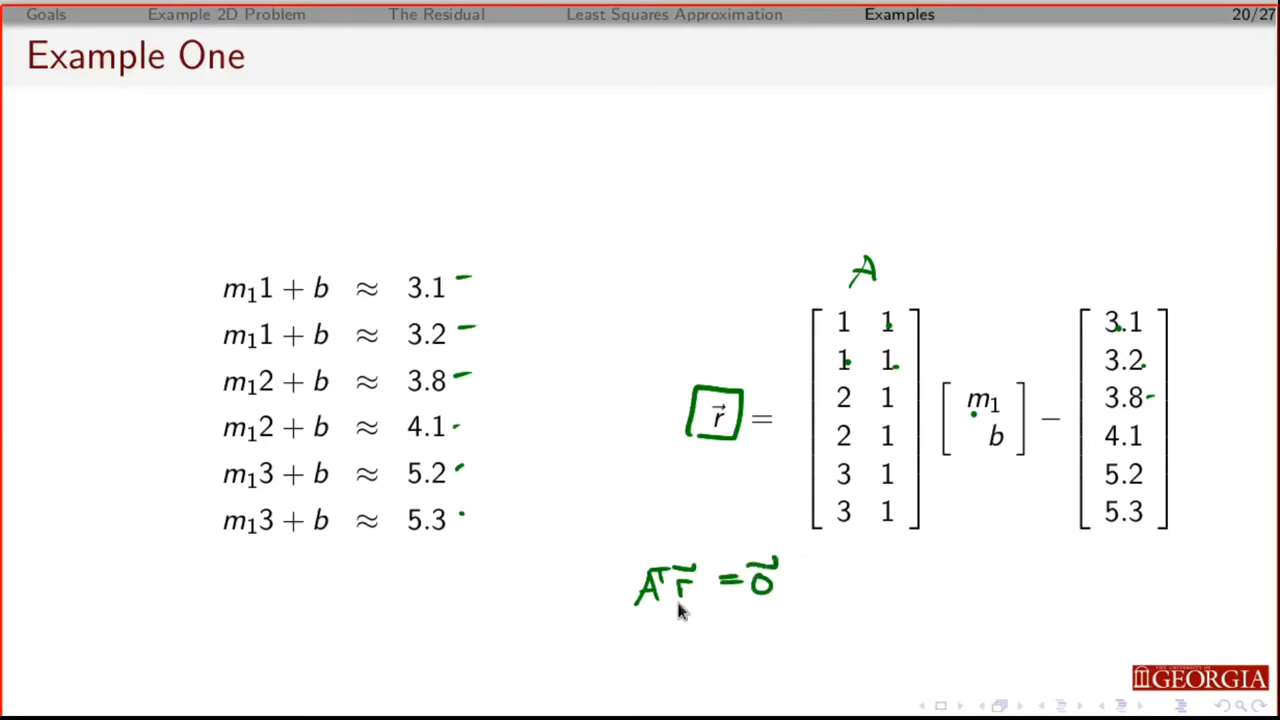 Goals Example 2D Problem The Residual Least Squares Approximation Examples 20/27
Example One
m₁1 + b ≈ 3.1
m₁1 + b ≈ 3.2
m₁2 + b ≈ 3.8
m₁2 + b ≈ 4.1
m₁3 + b ≈ 5.2
m₁3 + b ≈ 5.3
A
r⃗ =
1 1
1 1
2 1
2 1
3 1
3 1
m₁
b
−
3.1
3.2
3.8
4.1
5.2
5.3
Aᵀr⃗ = 0⃗
GEORGIA